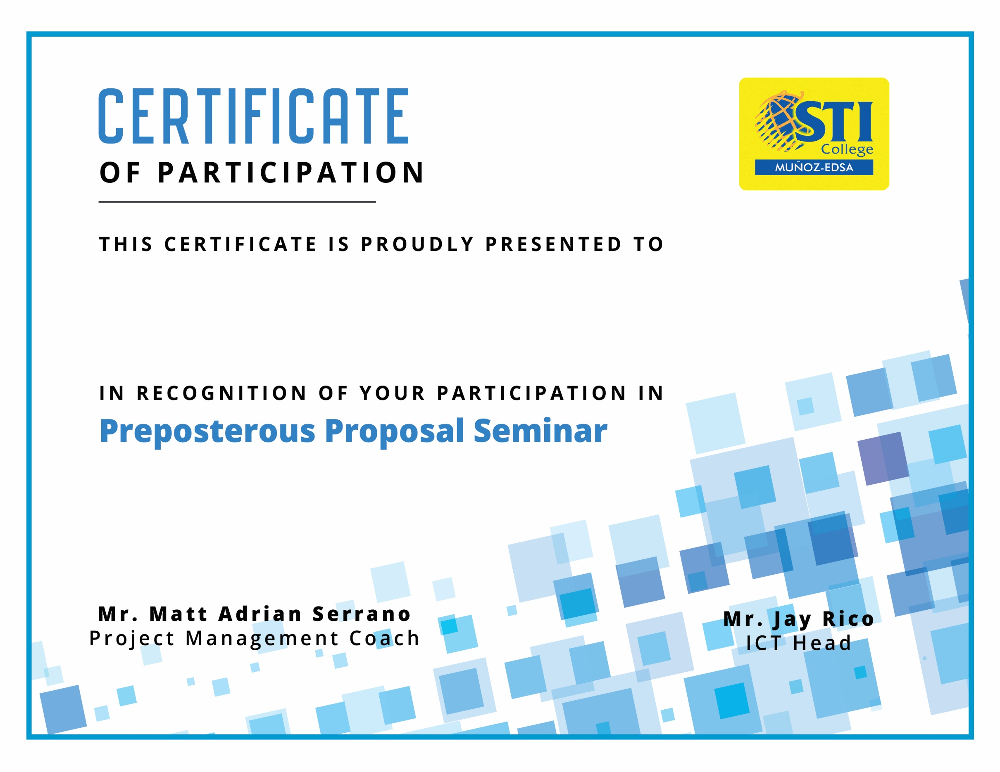 CERTIFICATE
OF PARTICIPATION
STI
College
MUÑOZ-EDSA
THIS CERTIFICATE IS PROUDLY PRESENTED TO
IN RECOGNITION OF YOUR PARTICIPATION IN
Preposterous Proposal Seminar
Mr. Matt Adrian Serrano
Project Management Coach
Mr. Jay Rico
ICT Head